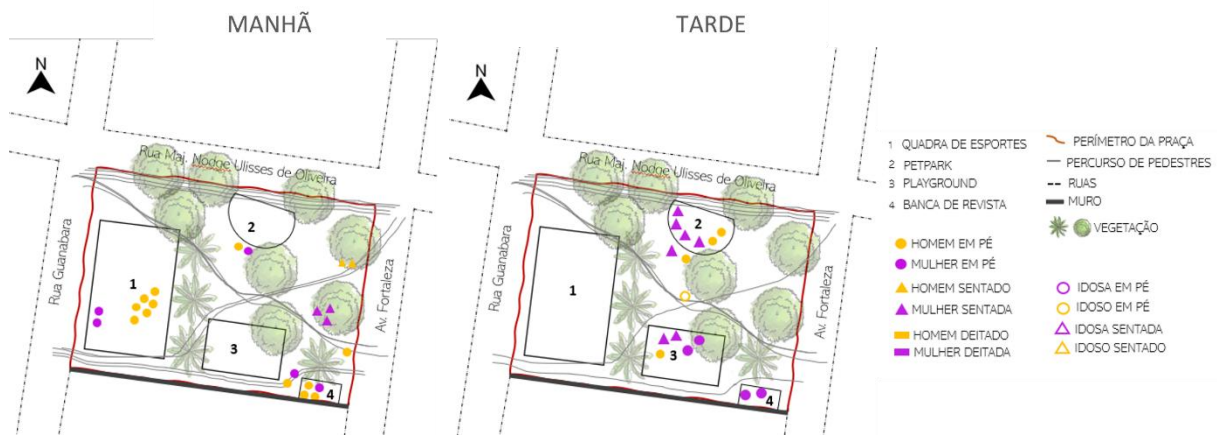 MANHÃ
N
Rua Maj. Nodge Ulisses de Oliveira
Rua Guanabara
Av. Fortaleza
1
2
3
4
TARDE
N
Rua Maj. Nodge Ulisses de Oliveira
Rua Guanabara
Av. Fortaleza
1
2
3
4
1 QUADRA DE ESPORTES
2 PETPARK
3 PLAYGROUND
4 BANCA DE REVISTA
PERÍMETRO DA PRAÇA
PERCURSO DE PEDESTRES
RUAS
MURO
VEGETAÇÃO
HOMEM EM PÉ
MULHER EM PÉ
HOMEM SENTADO
MULHER SENTADA
HOMEM DEITADO
MULHER DEITADA
IDOSA EM PÉ
IDOSO EM PÉ
IDOSA SENTADA
IDOSO SENTADO